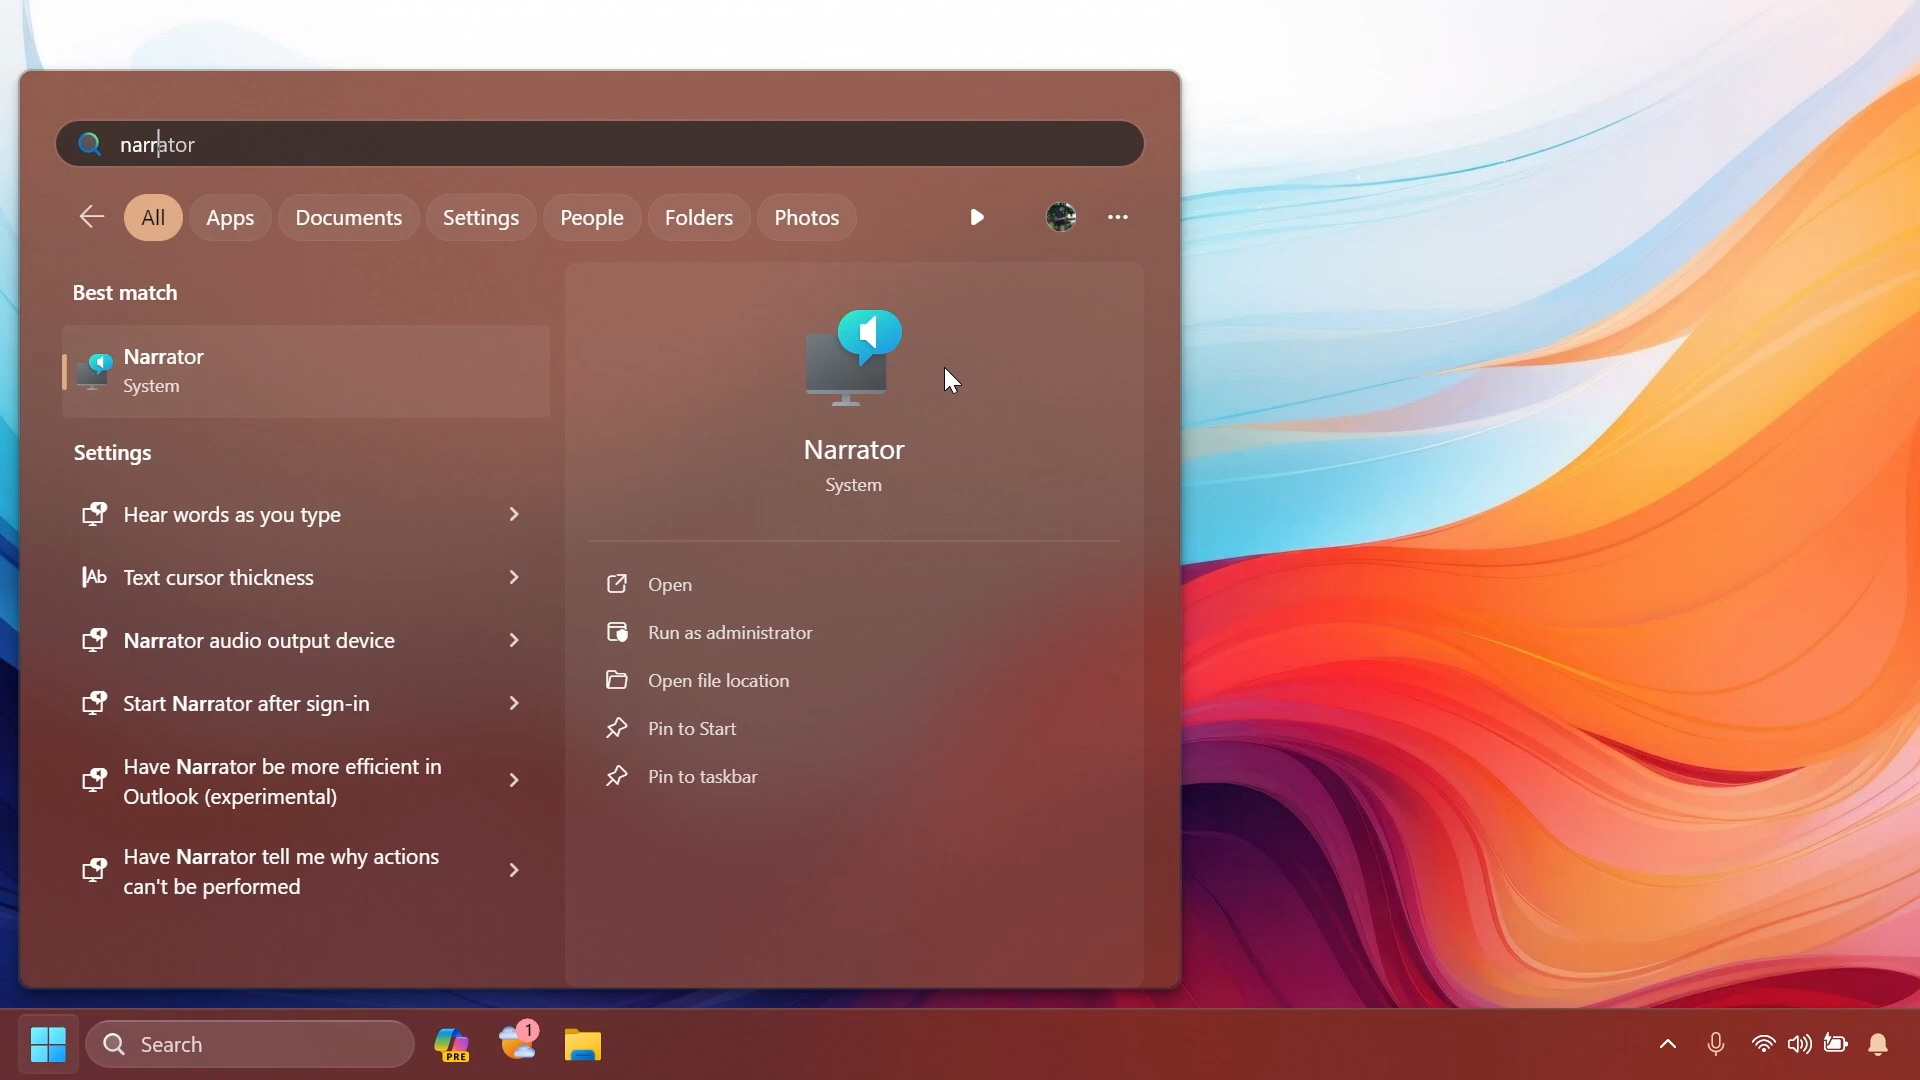 narrator
All Apps Documents Settings People Folders Photos
Best match
Narrator
System
Settings
Hear words as you type
Text cursor thickness
Narrator audio output device
Start Narrator after sign-in
Have Narrator be more efficient in
Outlook (experimental)
Have Narrator tell me why actions
can't be performed
Narrator
System
Open
Run as administrator
Open file location
Pin to Start
Pin to taskbar
Search
PRE
1